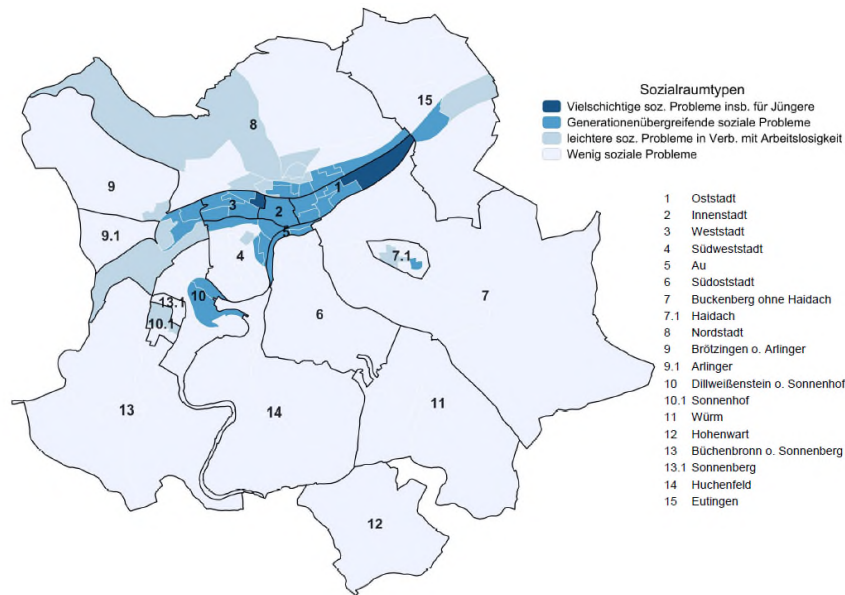 Sozialraumtypen
Vielschichtige soz. Probleme insb. für Jüngere
Generationenübergreifende soziale Probleme
leichtere soz. Probleme in Verb. mit Arbeitslosigkeit
Wenig soziale Probleme
1 Oststadt
2 Innenstadt
3 Weststadt
4 Südweststadt
5 Au
6 Südoststadt
7 Buckenberg ohne Haidach
7.1 Haidach
8 Nordstadt
9 Brötzingen o. Arlinger
9.1 Arlinger
10 Dillweißenstein o. Sonnenhof
10.1 Sonnenhof
11 Würm
12 Hohenwart
13 Büchenbronn o. Sonnenberg
13.1 Sonnenberg
14 Huchenfeld
15 Eutingen
15
8
9
1
3
2
9.1
5
4
7.1
10
7
13.1
10.1
6
11
13
14
12